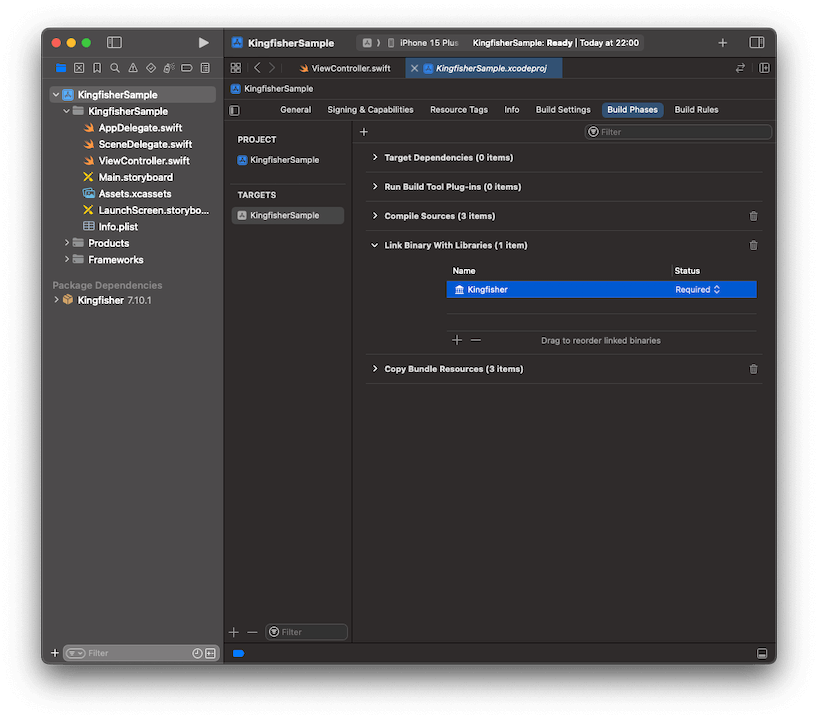 KingfisherSample
iPhone 15 Plus
KingfisherSample: Ready | Today at 22:00
ViewController.swift
KingfisherSample.xcodeproj
KingfisherSample
General
Signing & Capabilities
Resource Tags
Info
Build Settings
Build Phases
Build Rules
KingfisherSample
KingfisherSample
AppDelegate.swift
SceneDelegate.swift
ViewController.swift
Main.storyboard
Assets.xcassets
LaunchScreen.storybo...
Info.plist
Products
Frameworks
Package Dependencies
Kingfisher 7.10.1
Filter
PROJECT
KingfisherSample
TARGETS
KingfisherSample
Filter
Filter
Target Dependencies (0 items)
Run Build Tool Plug-ins (0 items)
Compile Sources (3 items)
Link Binary With Libraries (1 item)
Name
Status
Kingfisher
Required
Drag to reorder linked binaries
Copy Bundle Resources (3 items)